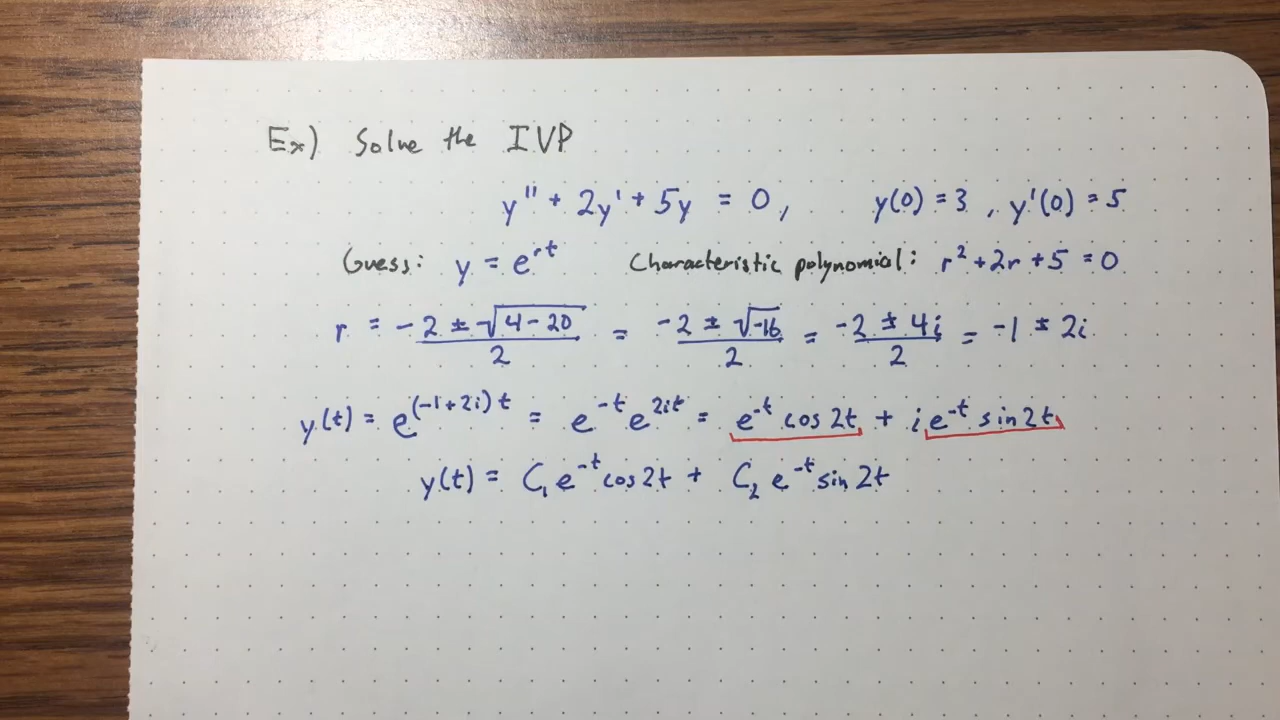 Ex) Solve the IVP
y'' + 2y' + 5y = 0, y(0) = 3, y'(0) = 5
Guess: y = e^{rt} Characteristic polynomial: r² + 2r + 5 = 0
r = (-2 ± √(4 - 20))/2 = (-2 ± √-16)/2 = (-2 ± 4i)/2 = -1 ± 2i
y(t) = e^{(-1+2i)t} = e^{-t} e^{2it} = e^{-t} cos 2t + i e^{-t} sin 2t
y(t) = C₁ e^{-t} cos 2t + C₂ e^{-t} sin 2t